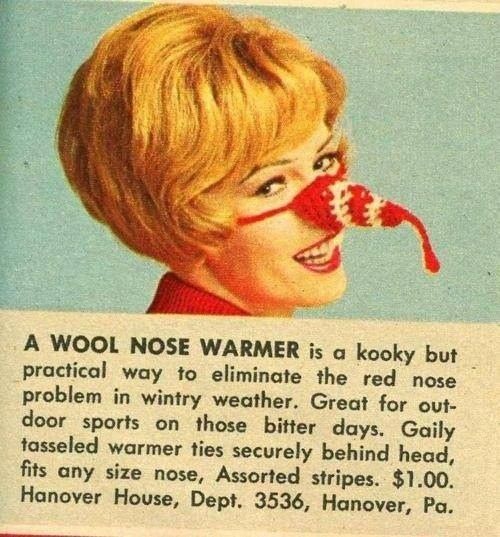 A WOOL NOSE WARMER is a kooky but
practical way to eliminate the red nose
problem in wintry weather. Great for out-
door sports on those bitter days. Gaily
tasseled warmer ties securely behind head,
fits any size nose, Assorted stripes. $1.00.
Hanover House, Dept. 3536, Hanover, Pa.